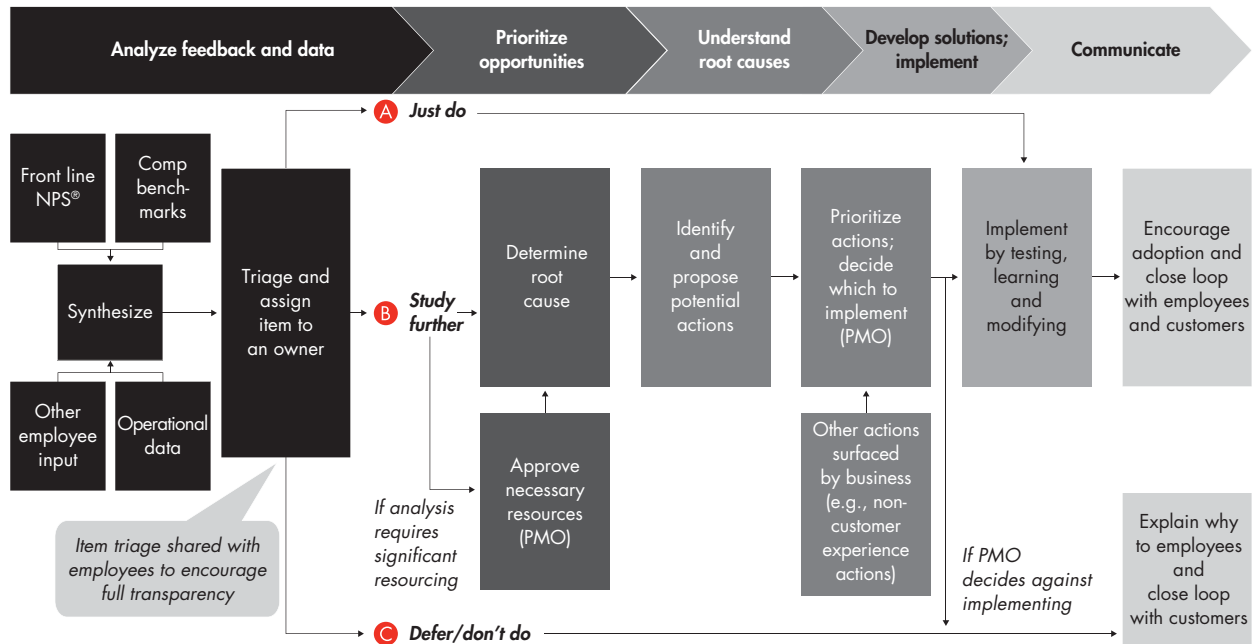 Analyze feedback and data
Prioritize
opportunities
Understand
root causes
Develop solutions;
implement
Communicate
A Just do
Front line
NPS®
Comp
bench-
marks
Synthesize
Other
employee
input
Operational
data
Triage and
assign
item to
an owner
Item triage shared with
employees to encourage
full transparency
B Study
further
If analysis
requires
significant
resourcing
Determine
root
cause
Approve
necessary
resources
(PMO)
Identify
and
propose
potential
actions
Prioritize
actions;
decide
which to
implement
(PMO)
Other actions
surfaced
by business
(e.g., non-
customer
experience
actions)
Implement
by testing,
learning
and
modifying
Encourage
adoption and
close loop
with employees
and customers
If PMO
decides against
implementing
C Defer/don't do
Explain why
to employees
and
close loop
with customers